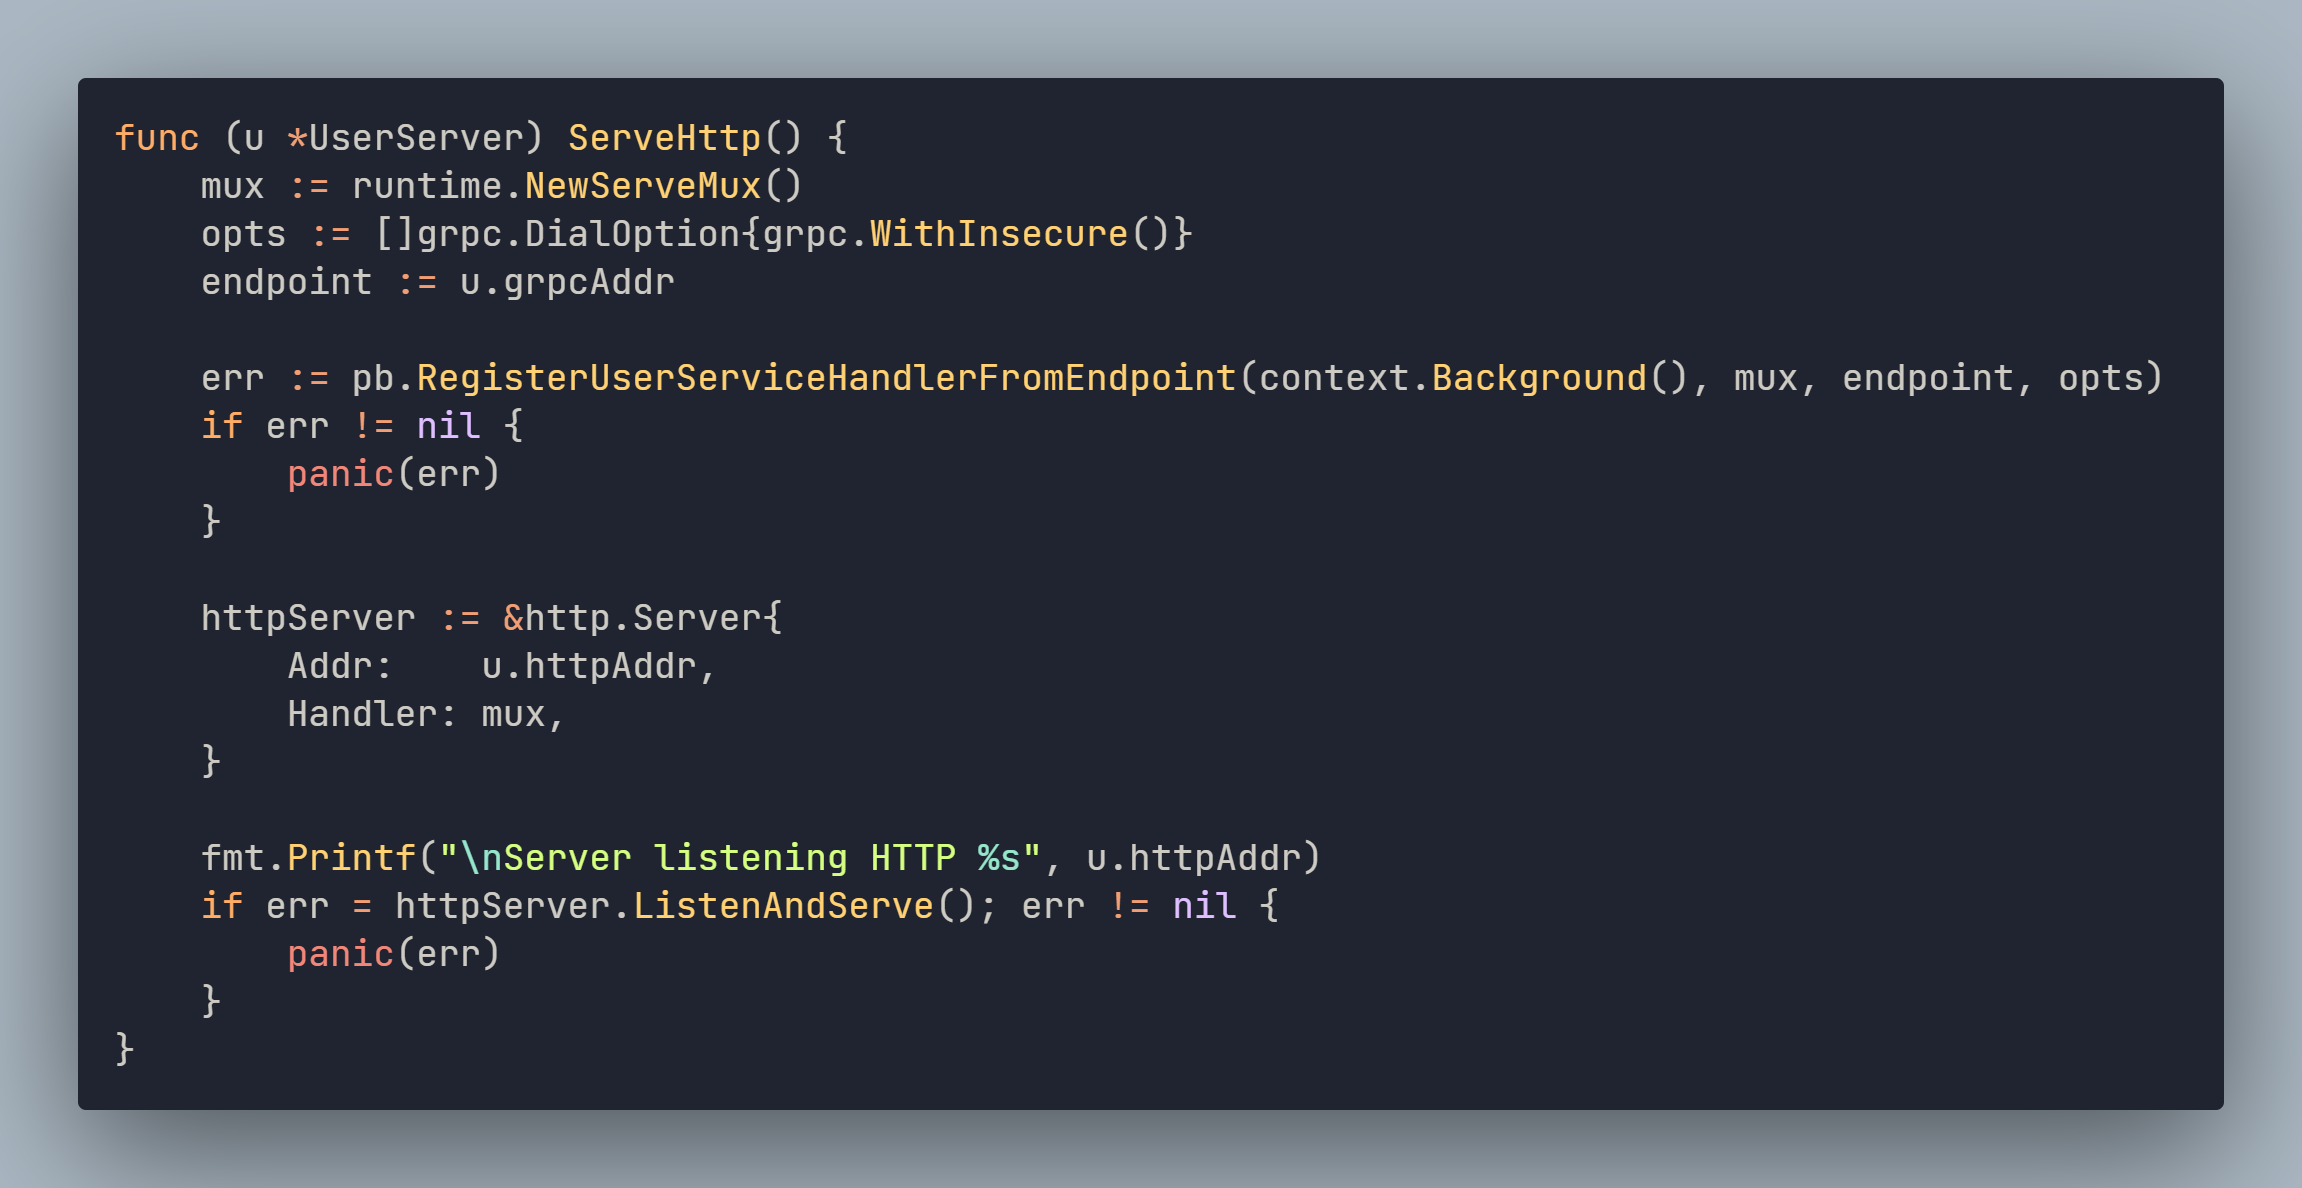 func (u *UserServer) ServeHttp() {
    mux := runtime.NewServeMux()
    opts := []grpc.DialOption{grpc.WithInsecure()}
    endpoint := u.grpcAddr

    err := pb.RegisterUserServiceHandlerFromEndpoint(context.Background(), mux, endpoint, opts)
    if err != nil {
        panic(err)
    }

    httpServer := &http.Server{
        Addr:    u.httpAddr,
        Handler: mux,
    }

    fmt.Printf("\nServer listening HTTP %s", u.httpAddr)
    if err = httpServer.ListenAndServe(); err != nil {
        panic(err)
    }
}